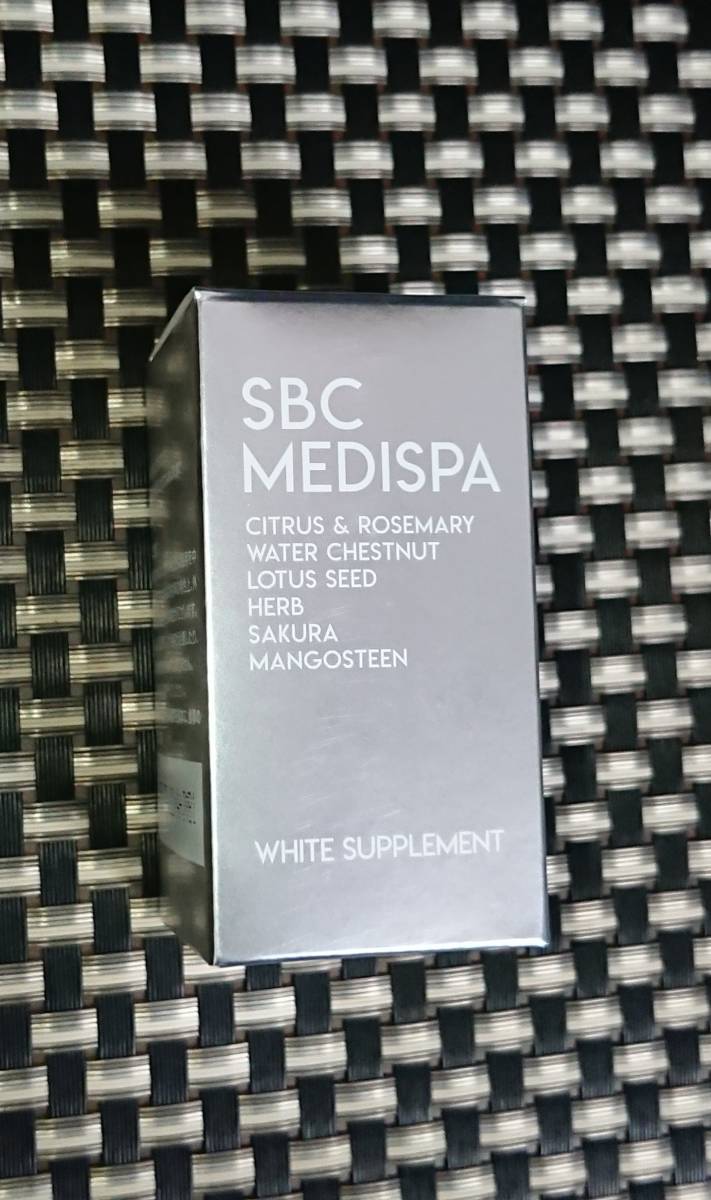 SBC
MEDISPA
CITRUS & ROSEMARY
WATER CHESTNUT
LOTUS SEED
HERB
SAKURA
MANGOSTEEN
WHITE SUPPLEMENT